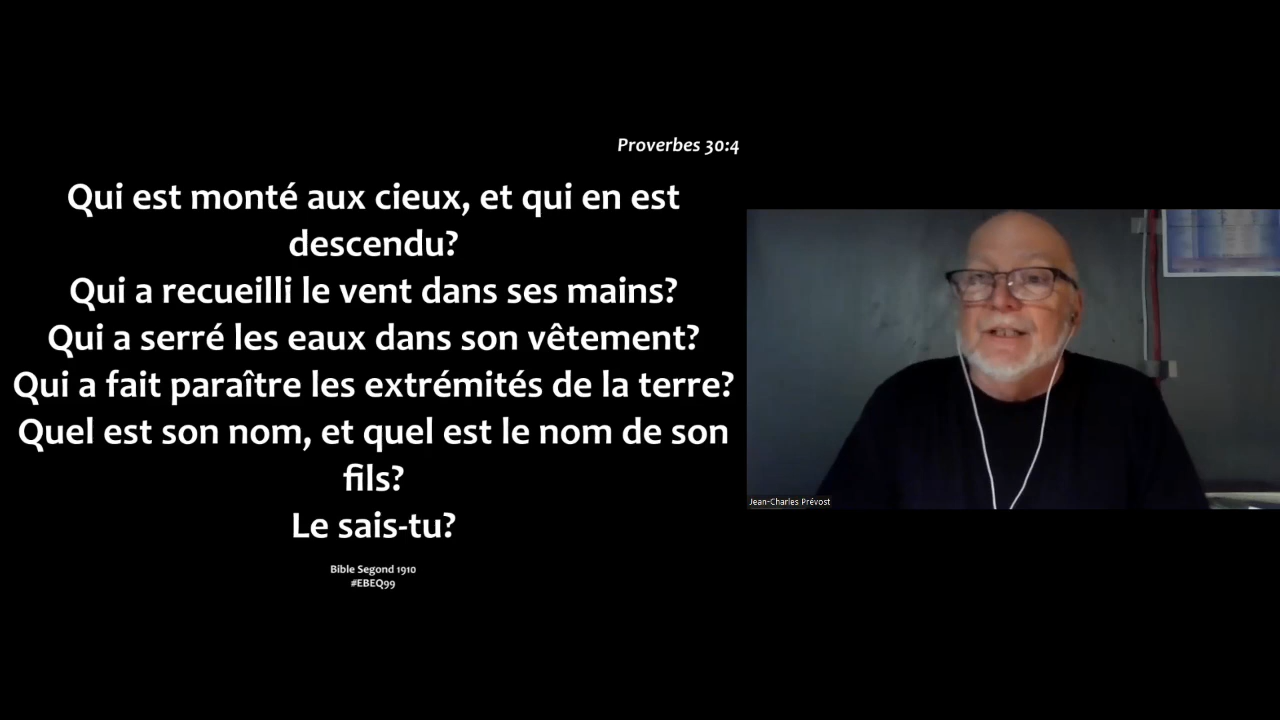 Proverbes 30:4
Qui est monté aux cieux, et qui en est
descendu?
Qui a recueilli le vent dans ses mains?
Qui a serré les eaux dans son vêtement?
Qui a fait paraître les extrémités de la terre?
Quel est son nom, et quel est le nom de son
fils?
Le sais-tu?
Bible Segond 1910
#EBEQ99
Jean-Charles Prévost